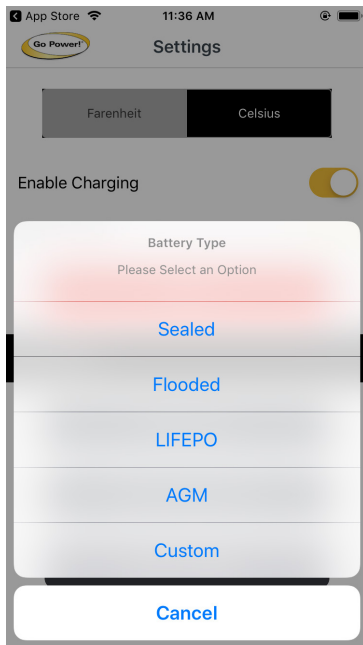 App Store
11:36 AM
Go Power!
Settings
Farenheit
Celsius
Enable Charging
Battery Type
Please Select an Option
Sealed
Flooded
LIFEPO
AGM
Custom
Cancel